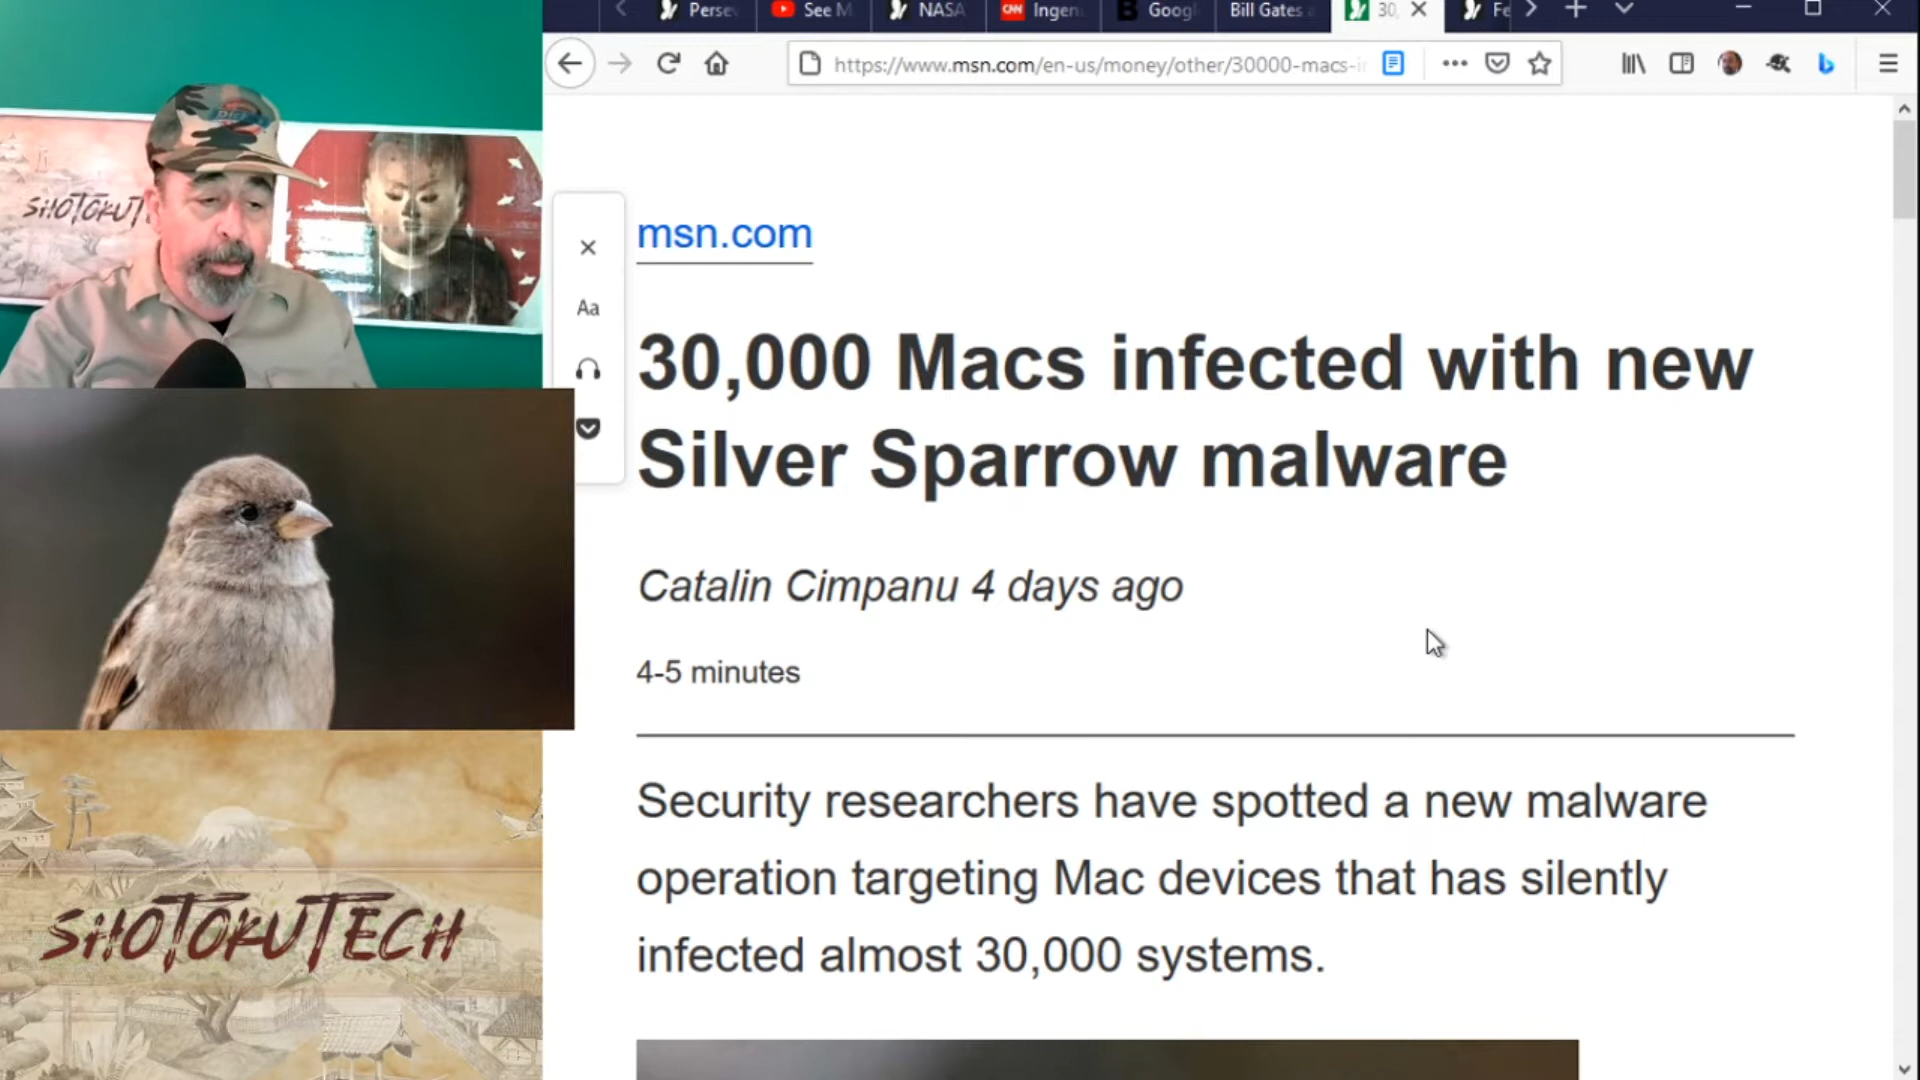 Perse
See M
NASA
CNN
Ingen
B
Googl
Bill Gates a
30,
Fe
https://www.msn.com/en-us/money/other/30000-macs-i
SHOTOKUT
msn.com
Aa
30,000 Macs infected with new
Silver Sparrow malware
Catalin Cimpanu 4 days ago
4-5 minutes
Security researchers have spotted a new malware
operation targeting Mac devices that has silently
infected almost 30,000 systems.
SHOTOKUTECH